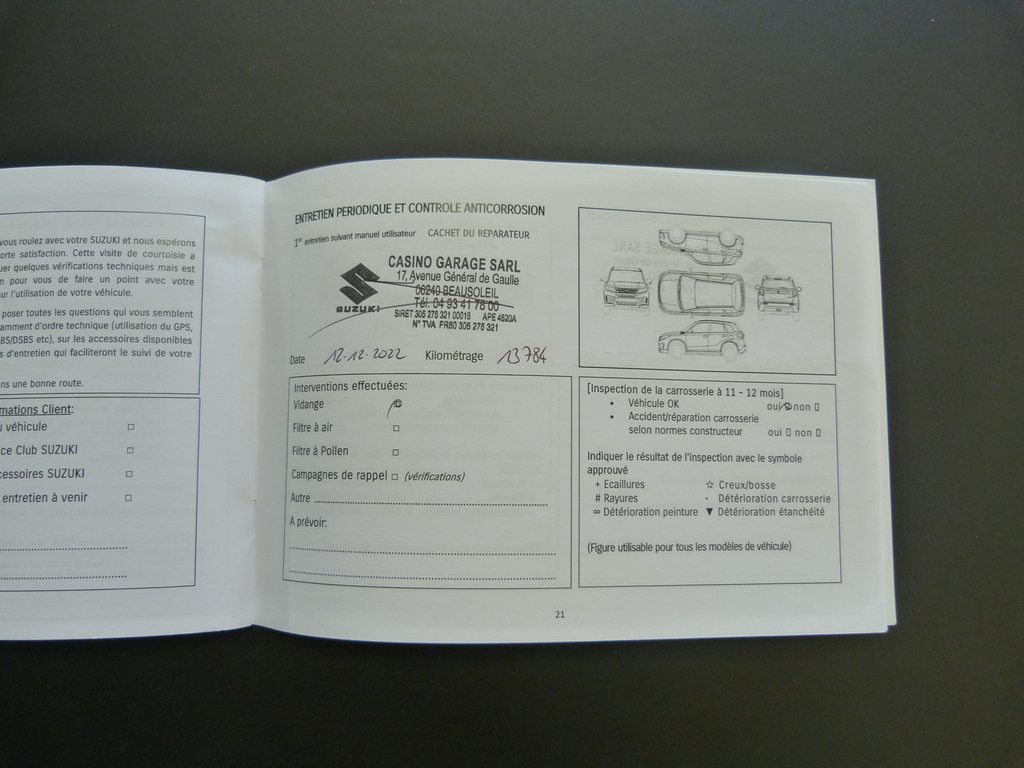 vous roulez avec votre SUZUKI et nous espérons
orte satisfaction. Cette visite de courtoisie a
uer quelques vérifications techniques mais est
n pour vous de faire un point avec votre
ur l'utilisation de votre véhicule.
poser toutes les questions qui vous semblent
amment d'ordre technique (utilisation du GPS,
BS/DSBS etc), sur les accessoires disponibles
s d'entretien qui faciliteront le suivi de votre
ns une bonne route.
mations Client:
u véhicule □
ce Club SUZUKI □
cessoires SUZUKI □
entretien à venir □
ENTRETIEN PERIODIQUE ET CONTROLE ANTICORROSION
1er entretien suivant manuel utilisateur CACHET DU REPARATEUR
SUZUKI
CASINO GARAGE SARL
17, Avenue Général de Gaulle
06240 BEAUSOLEIL
Tél. 04 93 41 78 00
SIRET 305 278 321 00018 APE 4520A
N° TVA FR80 305 278 321
Date 12-12-2022 Kilométrage 13784
Interventions effectuées:
Vidange
Filtre à air □
Filtre à Pollen □
Campagnes de rappel □ (vérifications)
Autre
A prévoir:
[Inspection de la carrosserie à 11 - 12 mois]
• Véhicule OK oui non ▯
• Accident/réparation carrosserie
selon normes constructeur oui ▯ non ▯
Indiquer le résultat de l'inspection avec le symbole
approuvé
+ Ecaillures ☆ Creux/bosse
# Rayures · Détérioration carrosserie
∞ Détérioration peinture ▼ Détérioration étanchéité
(Figure utilisable pour tous les modèles de véhicule)
21